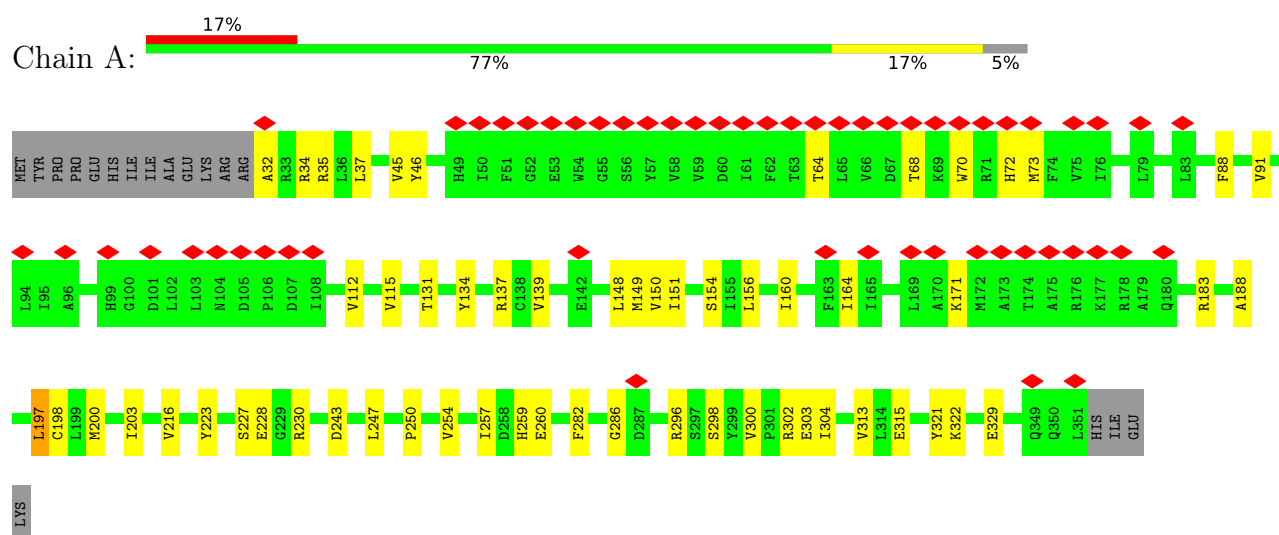 17%
Chain A:
77% 17% 5%
MET TYR PRO PRO GLU HIS ILE ILE ALA GLU LYS ARG ARG A32 R33 R34 R35 L36 L37 V45 Y46 H49 I50 F51 G52 E53 W54 G55 S56 Y57 V58 V59 D60 I61 F62 T63 T64 L65 V66 D67 T68 K69 W70 R71 H72 M73 F74 V75 I76 L79 L83 F88 V91
L94 I95 A96 H99 G100 D101 L102 L103 N104 D105 P106 D107 I108 V112 V115 T131 Y134 R137 C138 V139 E142 L148 M149 V150 I151 S154 I155 L156 I160 F163 I164 I165 L169 A170 K171 M172 A173 T174 A175 R176 K177 R178 A179 Q180 R183 A188
L197 C198 L199 M200 I203 V216 Y223 S227 E228 G229 R230 D243 L247 P250 V254 I257 D258 H259 E260 F282 G286 D287 R296 S297 S298 Y299 V300 P301 R302 E303 I304 V313 L314 E315 Y321 K322 E329 Q349 Q350 L351 HIS ILE GLU
LYS